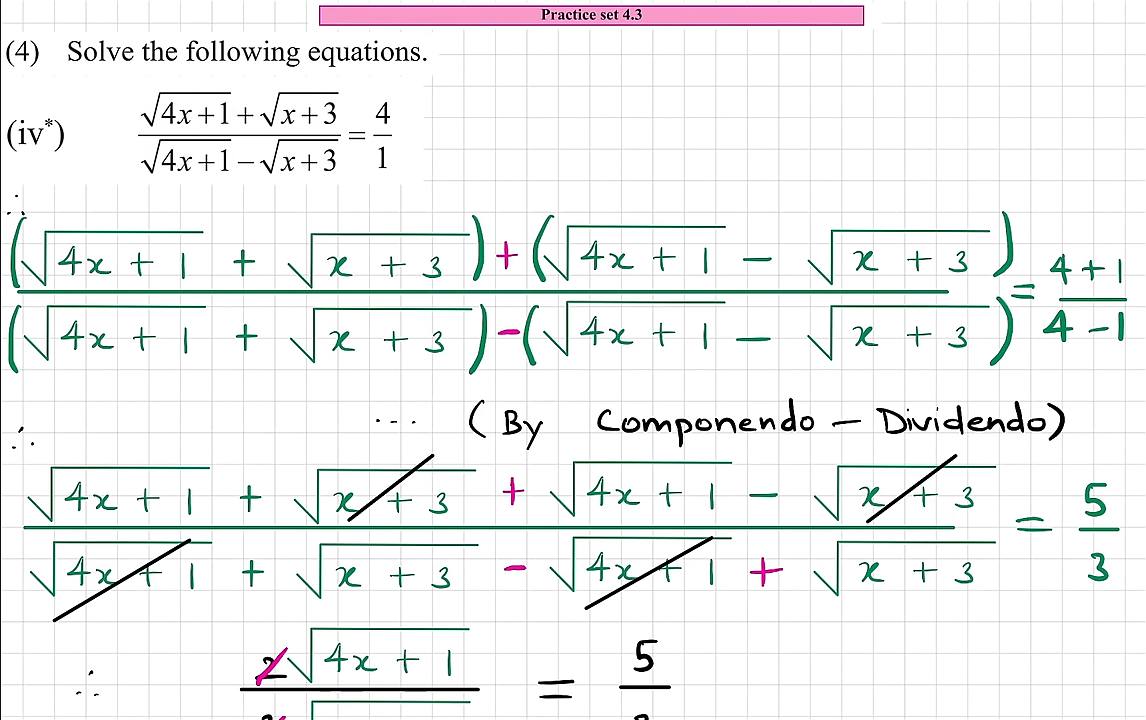 Practice set 4.3
(4) Solve the following equations.
(iv*) (√(4x+1) + √(x+3)) / (√(4x+1) − √(x+3)) = 4/1
∴
((√(4x + 1) + √(x + 3)) + (√(4x + 1) − √(x + 3))) / ((√(4x + 1) + √(x + 3)) − (√(4x + 1) − √(x + 3))) = (4 + 1)/(4 − 1)
... (By Componendo − Dividendo)
∴
(√(4x + 1) + √(x + 3) + √(4x + 1) − √(x + 3)) / (√(4x + 1) + √(x + 3) − √(4x + 1) + √(x + 3)) = 5/3
∴ 2√(4x + 1) = 5